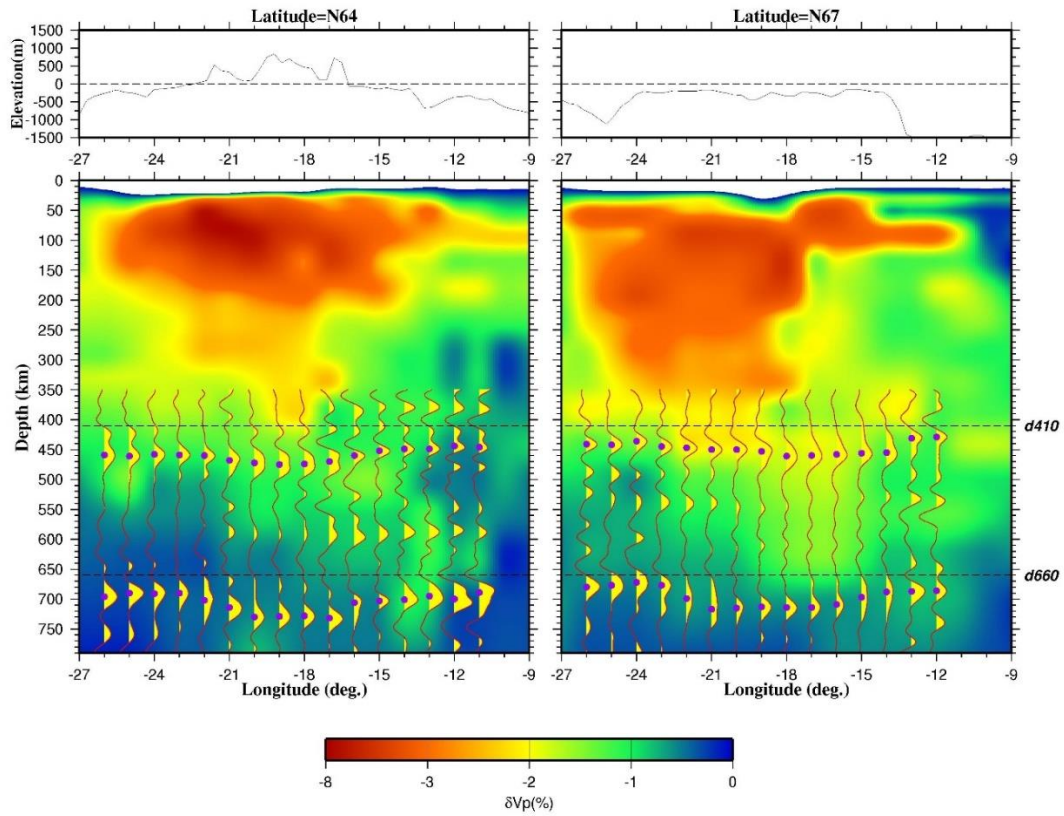 Latitude=N64
Latitude=N67
Elevation(m)
1500
1000
500
0
-500
-1000
-1500
1500
1000
500
0
-500
-1000
-1500
-27 -24 -21 -18 -15 -12 -9
-27 -24 -21 -18 -15 -12 -9
Depth (km)
0
50
100
150
200
250
300
350
400
450
500
550
600
650
700
750
d410
d660
-27 -24 -21 -18 -15 -12 -9
-27 -24 -21 -18 -15 -12 -9
Longitude (deg.)
Longitude (deg.)
-8 -3 -2 -1 0
δVp(%)